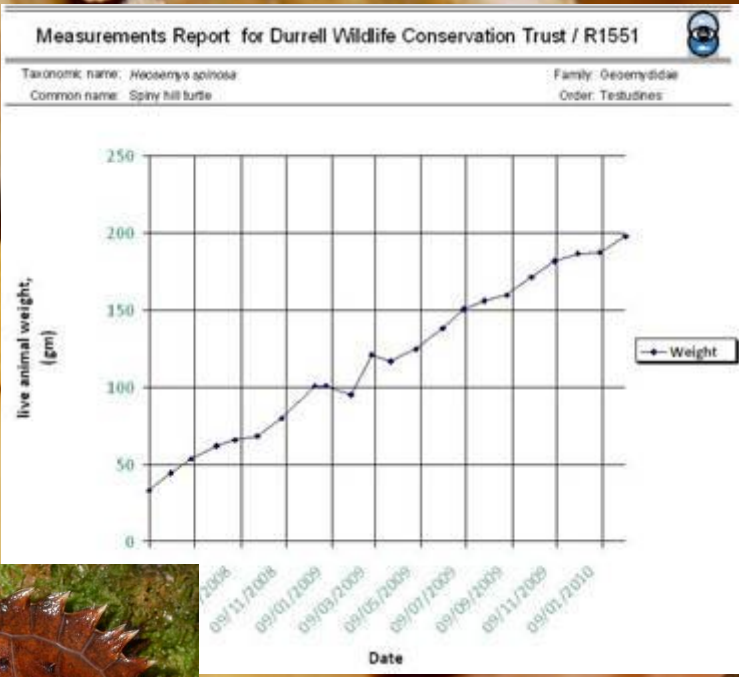 Measurements Report for Durrell Wildlife Conservation Trust / R1551
Taxonomic name: Heosemys spinosa Family: Geoemydidae
Common name: Spiny hill turtle Order: Testudines
250
200
150
100
50
0
live animal weight,
(gm)
Weight
/2008
09/11/2008
09/01/2009
09/03/2009
09/05/2009
09/07/2009
09/09/2009
09/11/2009
09/01/2010
Date